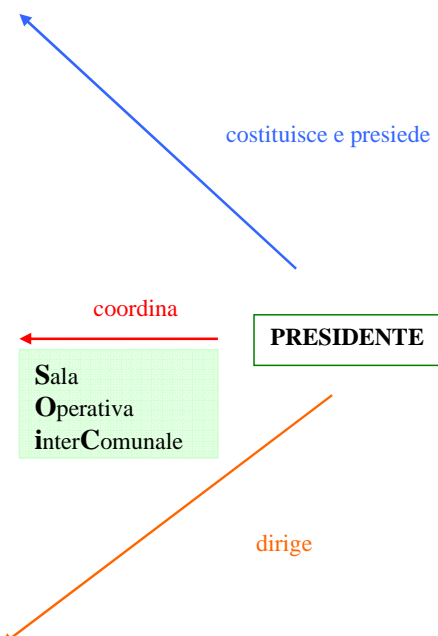 costituisce e presiede
coordina
PRESIDENTE
Sala
Operativa
interComunale
dirige